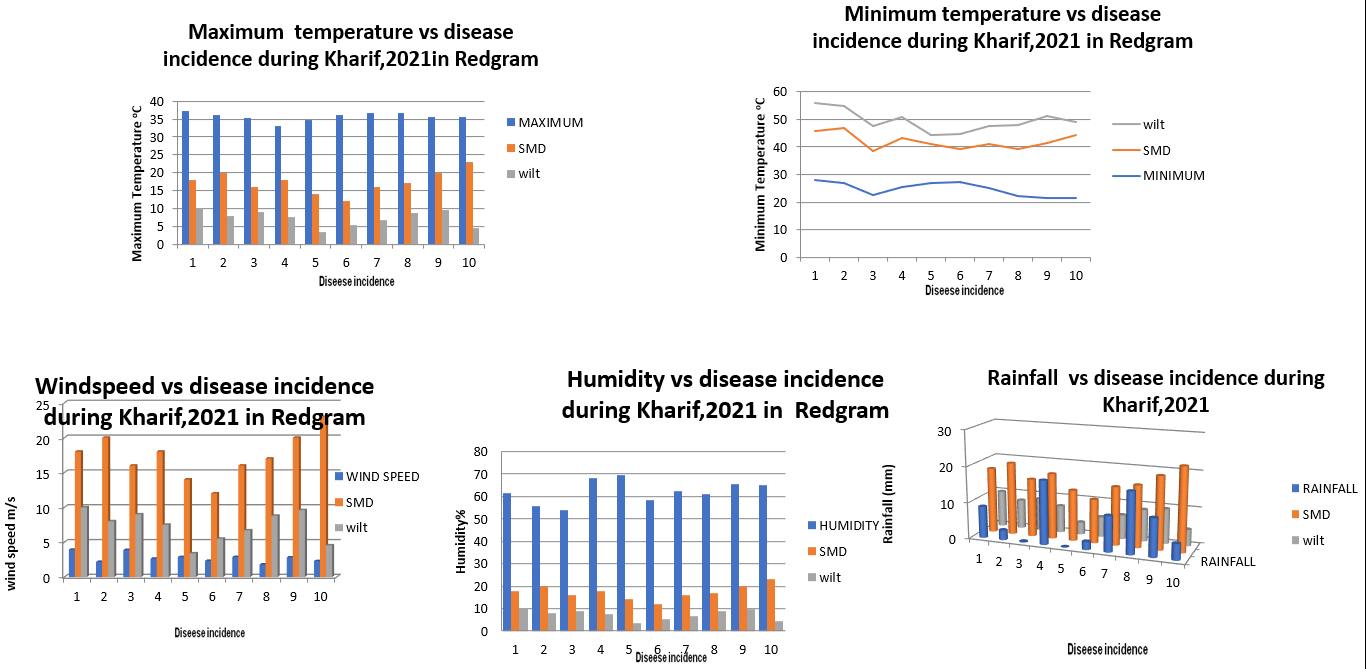 Maximum  temperature vs disease
incidence during Kharif,2021in Redgram
Maximum Temperature ºC
40
35
30
25
20
15
10
5
0
1 2 3 4 5 6 7 8 9 10
Diseese incidence
MAXIMUM
SMD
wilt
Minimum temperature vs disease
incidence during Kharif,2021 in Redgram
Minimum Temperature ºC
60
50
40
30
20
10
0
1 2 3 4 5 6 7 8 9 10
Diseese incidence
wilt
SMD
MINIMUM
Windspeed vs disease incidence
during Kharif,2021 in Redgram
wind speed m/s
25
20
15
10
5
0
1 2 3 4 5 6 7 8 9 10
Diseese incidence
WIND SPEED
SMD
wilt
Humidity vs disease incidence
during Kharif,2021 in  Redgram
Humidity%
80
70
60
50
40
30
20
10
0
1 2 3 4 5 6 7 8 9 10
Diseese incidence
HUMIDITY
SMD
wilt
Rainfall  vs disease incidence during
Kharif,2021
Rainfall (mm)
30
20
10
0
1 2 3 4 5 6 7 8 9 10
RAINFALL
Diseese incidence
RAINFALL
SMD
wilt